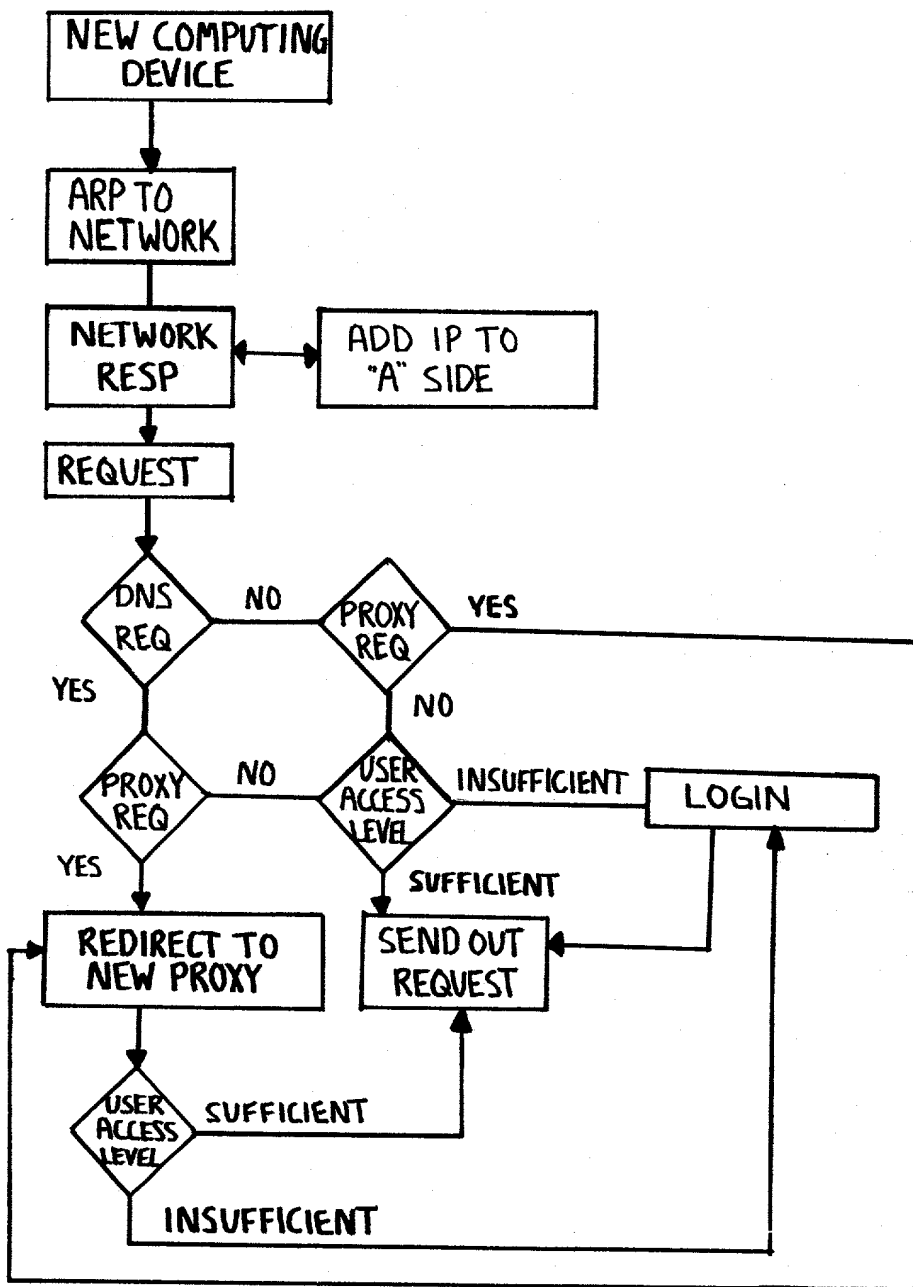 NEW COMPUTING
DEVICE
ARP TO
NETWORK
NETWORK
RESP
ADD IP TO
"A" SIDE
REQUEST
DNS
REQ
NO
PROXY
REQ
YES
YES
NO
PROXY
REQ
NO
USER
ACCESS
LEVEL
INSUFFICIENT
LOGIN
YES
SUFFICIENT
REDIRECT TO
NEW PROXY
SEND OUT
REQUEST
USER
ACCESS
LEVEL
SUFFICIENT
INSUFFICIENT